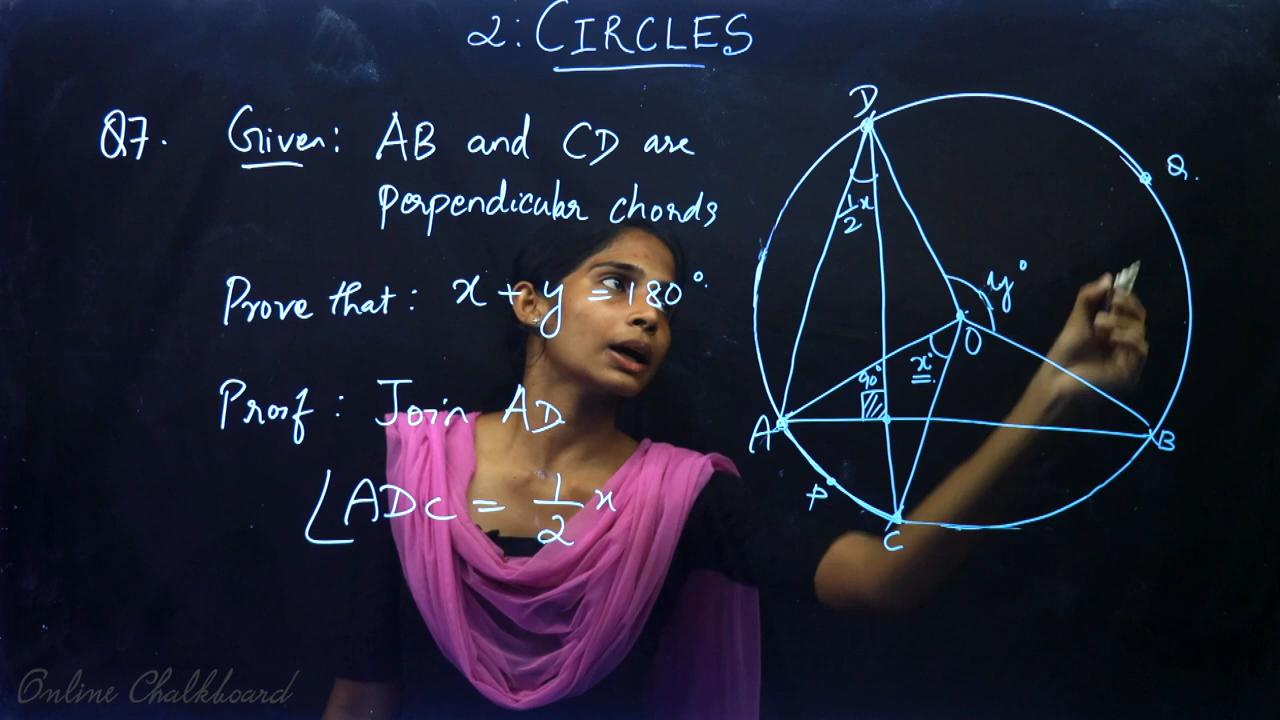 2: CIRCLES
Q7. Given: AB and CD are
perpendicular chords
Prove that: x + y = 180°.
Proof: Join AD
∠ADC = 1/2 x
D
Q.
1/2 x
y°
O
x°
90°
A
B
P
C
Online Chalkboard